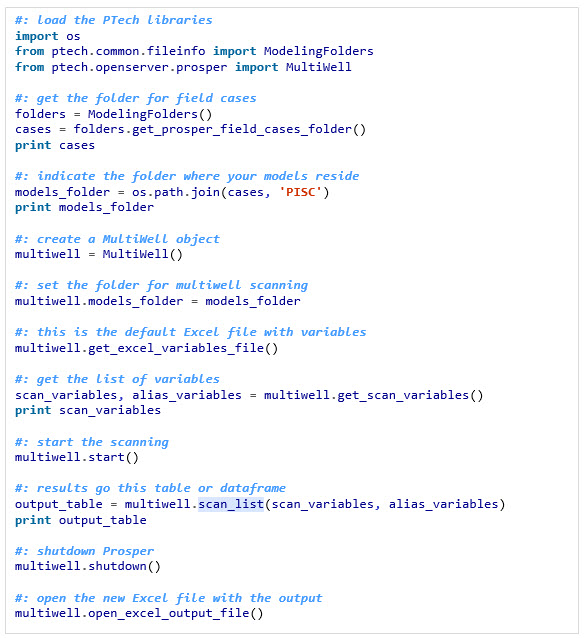 #: load the PTech libraries
import os
from ptech.common.fileinfo import ModelingFolders
from ptech.openserver.prosper import MultiWell
#: get the folder for field cases
folders = ModelingFolders()
cases = folders.get_prosper_field_cases_folder()
print cases
#: indicate the folder where your models reside
models_folder = os.path.join(cases, 'PISC')
print models_folder
#: create a MultiWell object
multiwell = MultiWell()
#: set the folder for multiwell scanning
multiwell.models_folder = models_folder
#: this is the default Excel file with variables
multiwell.get_excel_variables_file()
#: get the list of variables
scan_variables, alias_variables = multiwell.get_scan_variables()
print scan_variables
#: start the scanning
multiwell.start()
#: results go this table or dataframe
output_table = multiwell.scan_list(scan_variables, alias_variables)
print output_table
#: shutdown Prosper
multiwell.shutdown()
#: open the new Excel file with the output
multiwell.open_excel_output_file()